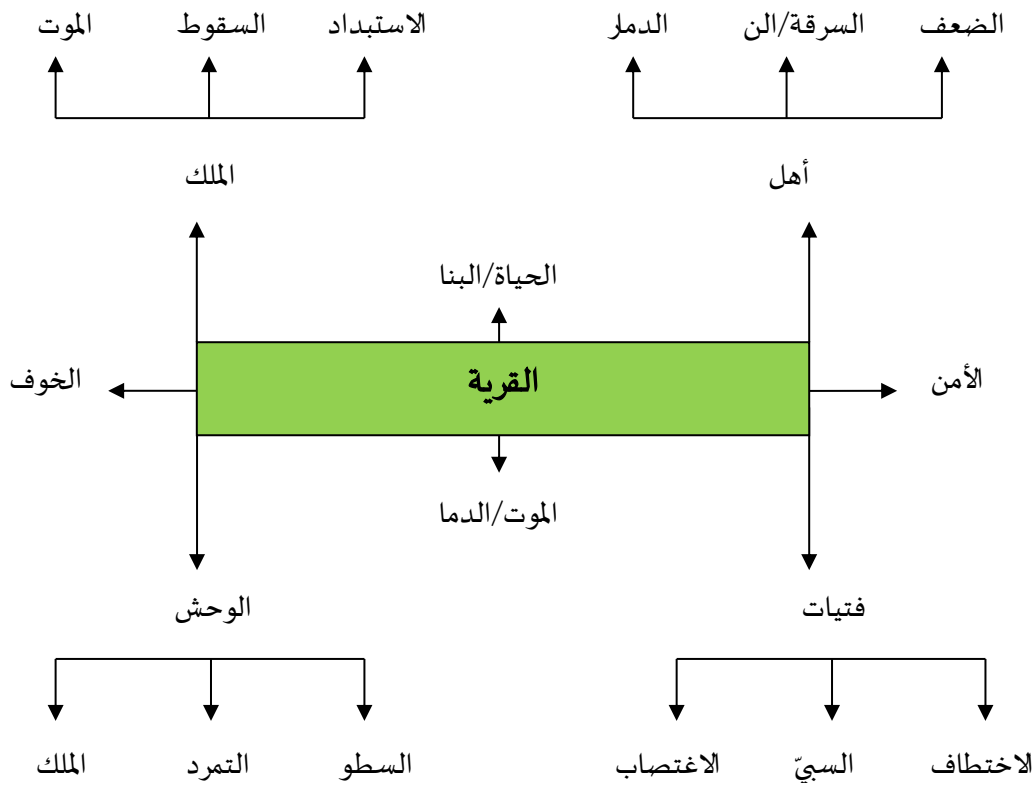 الضعف السرقة/الن الدمار الاستبداد السقوط الموت
أهل الملك
الحياة/البنا
الأمن القرية الخوف
الموت/الدما
فتيات الوحش
الاختطاف السبيّ الاغتصاب السطو التمرد الملك